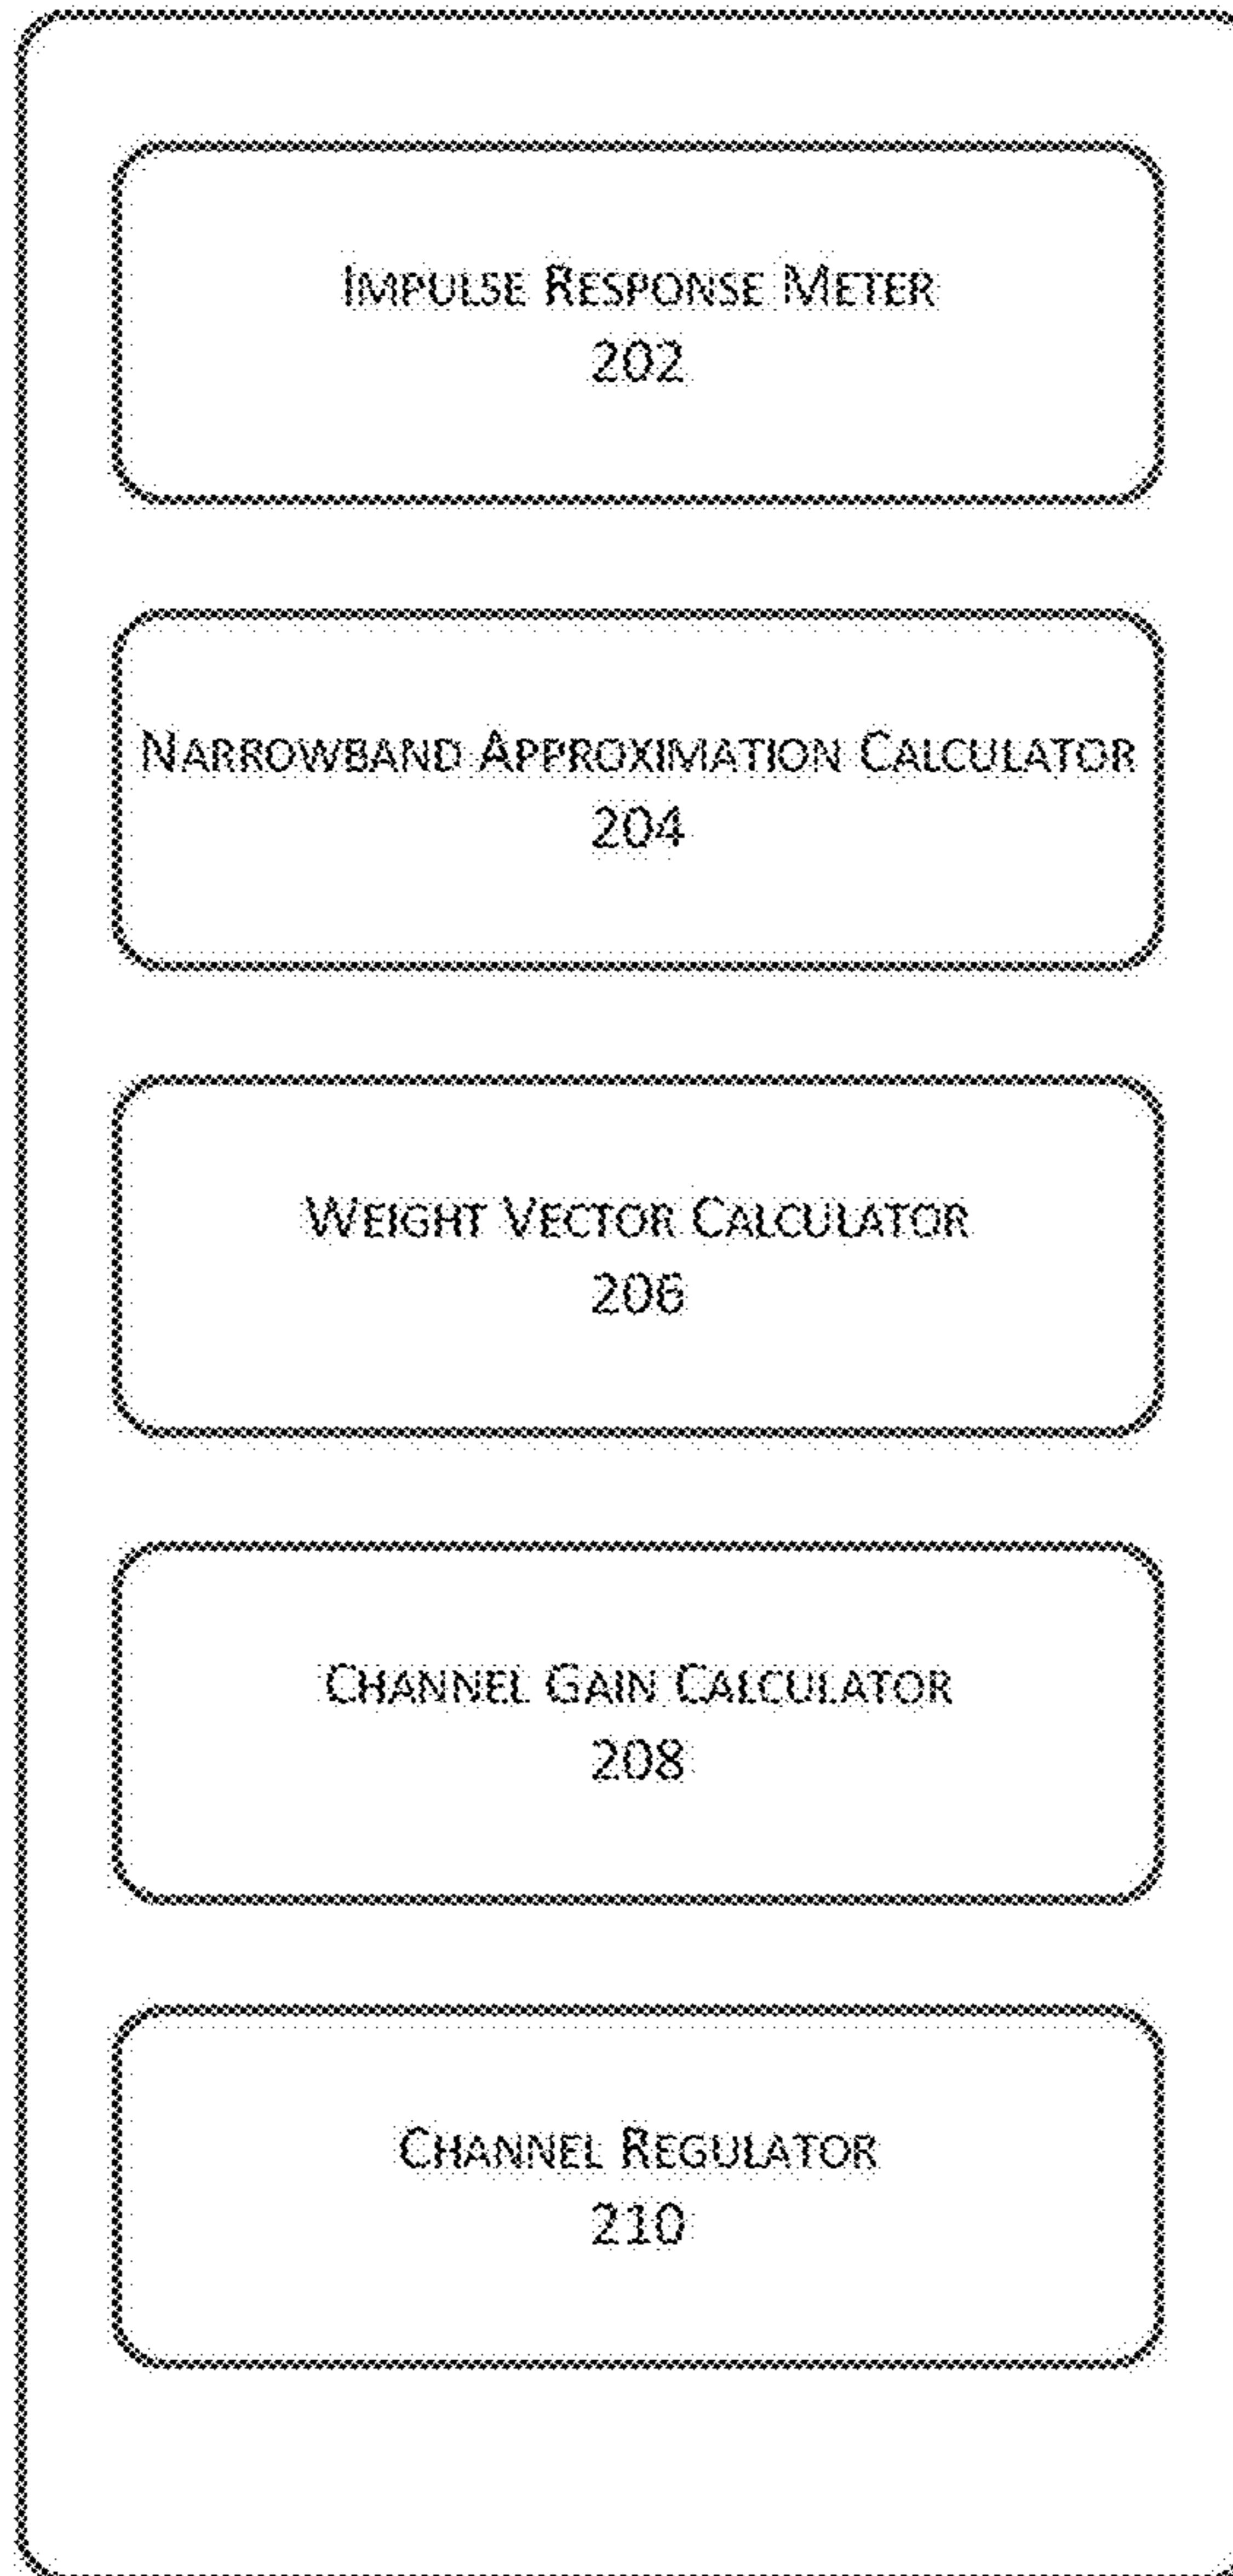 IMPULSE RESPONSE METER
202
NARROWBAND APPROXIMATION CALCULATOR
204
WEIGHT VECTOR CALCULATOR
206
CHANNEL GAIN CALCULATOR
208
CHANNEL REGULATOR
210